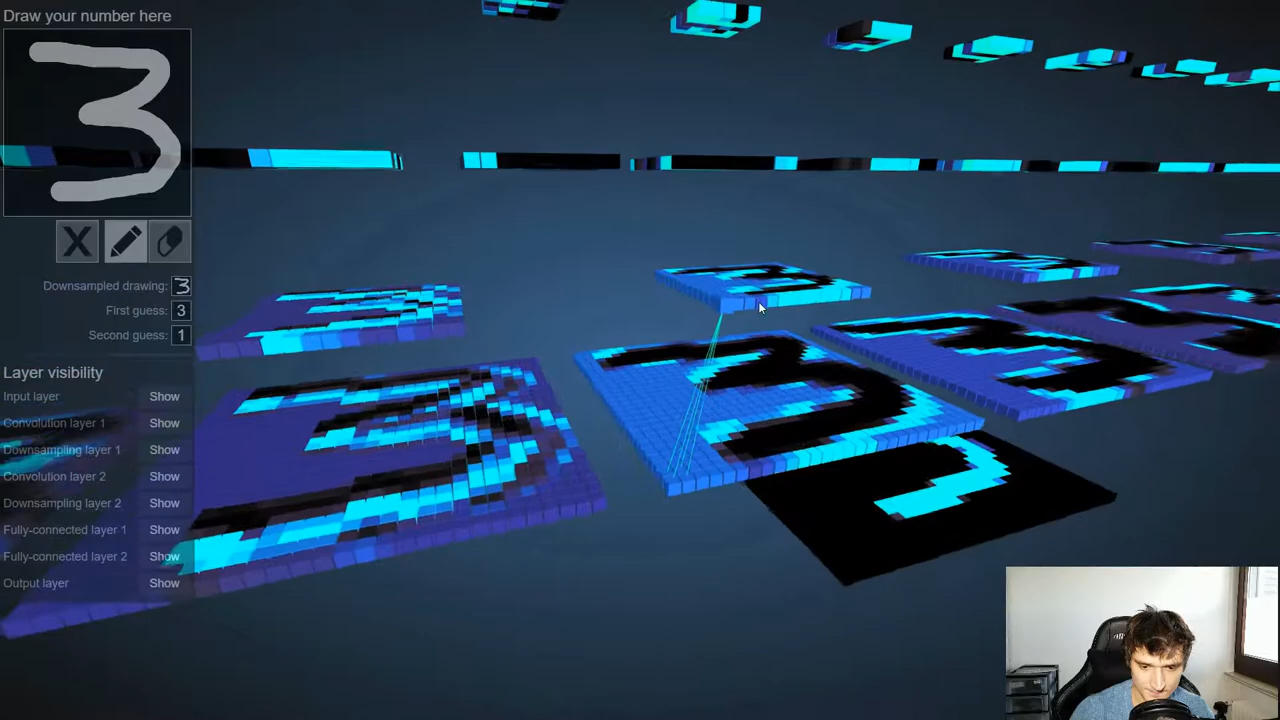 Draw your number here
3
X
Downsampled drawing: 3
First guess: 3
Second guess: 1
Layer visibility
Input layer Show
Convolution layer 1 Show
Downsampling layer 1 Show
Convolution layer 2 Show
Downsampling layer 2 Show
Fully-connected layer 1 Show
Fully-connected layer 2 Show
Output layer Show